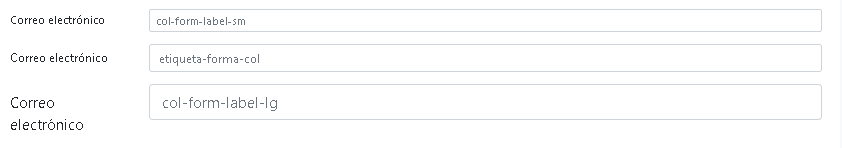 Correo electrónico
col-form-label-sm
Correo electrónico
etiqueta-forma-col
Correo
electrónico
col-form-label-lg